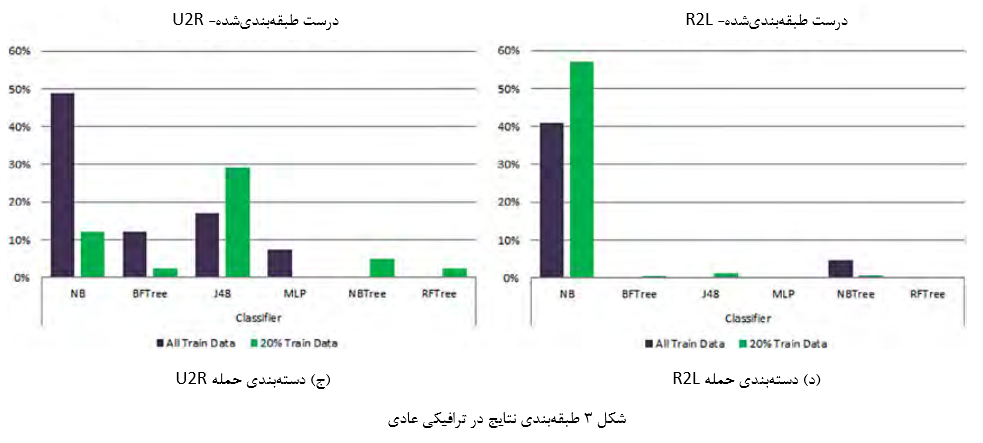 درست طبقه‌بندی‌شده- U2R
60%
50%
40%
30%
20%
10%
0%
NB BFTree J48 MLP NBTree RFTree
Classifier
All Train Data 20% Train Data
(ج) دسته‌بندی حمله U2R
درست طبقه‌بندی‌شده- R2L
60%
50%
40%
30%
20%
10%
0%
NB BFTree J48 MLP NBTree RFTree
Classifier
All Train Data 20% Train Data
(د) دسته‌بندی حمله R2L
شکل ۳ طبقه‌بندی نتایج در ترافیکی عادی